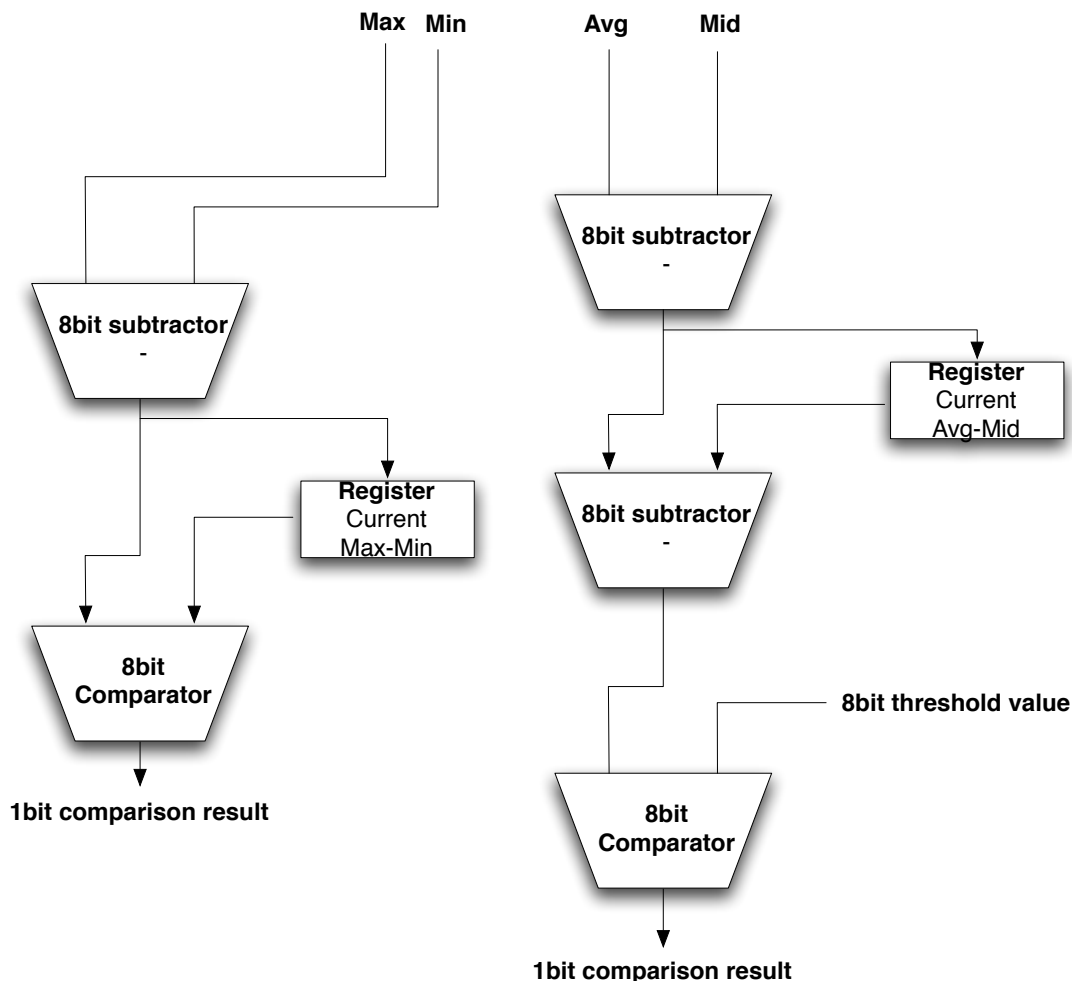 Max Min
Avg Mid
8bit subtractor
-
8bit subtractor
-
Register
Current
Avg-Mid
Register
Current
Max-Min
8bit subtractor
-
8bit
Comparator
8bit threshold value
1bit comparison result
8bit
Comparator
1bit comparison result